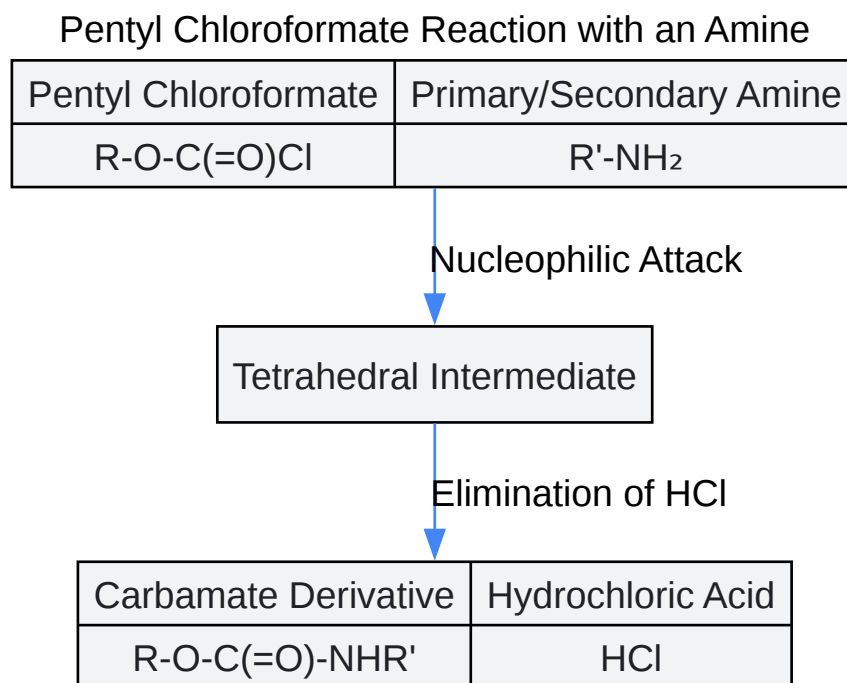 Pentyl Chloroformate Reaction with an Amine
Pentyl Chloroformate Primary/Secondary Amine
R-O-C(=O)Cl R'-NH₂
Nucleophilic Attack
Tetrahedral Intermediate
Elimination of HCl
Carbamate Derivative Hydrochloric Acid
R-O-C(=O)-NHR' HCl